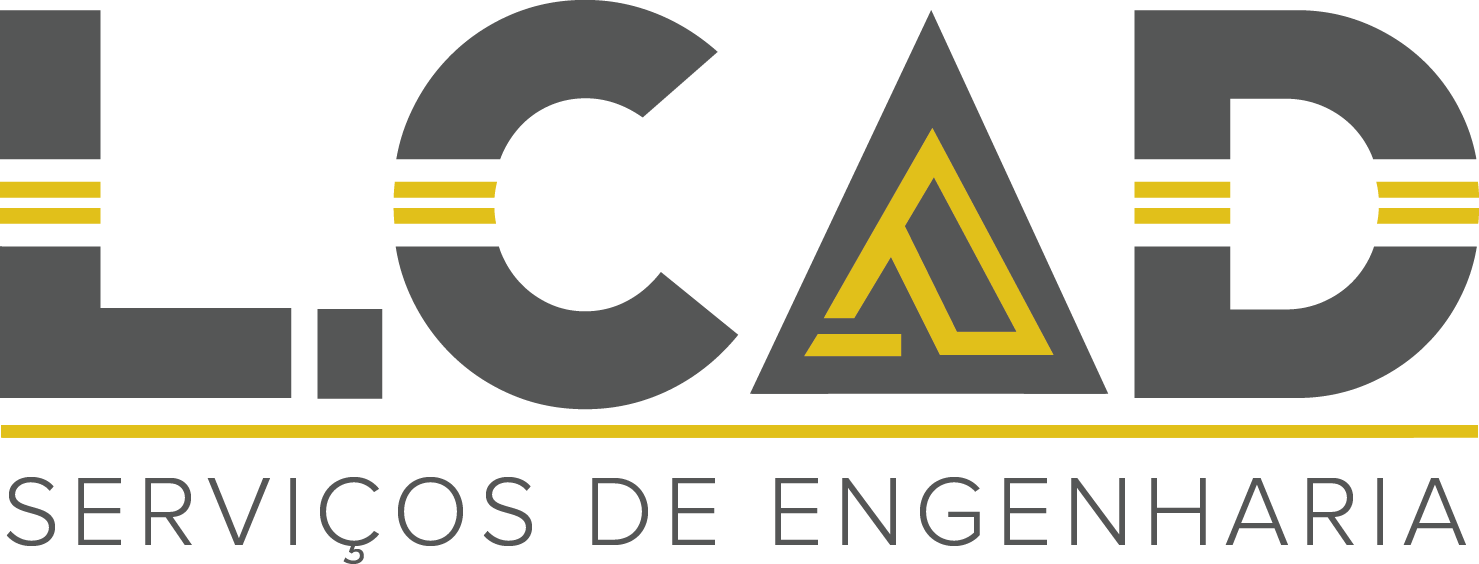 L.CAD
SERVIÇOS DE ENGENHARIA